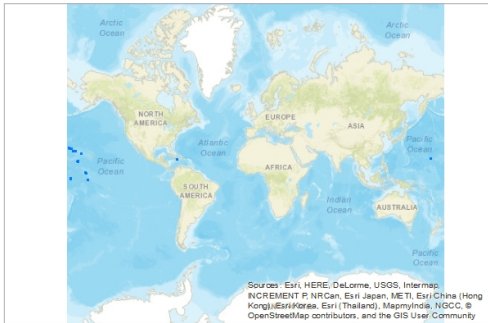 Arctic
Ocean
Arctic
Ocean
NORTH
AMERICA
EUROPE
ASIA
Atlantic
Ocean
Pacific
Ocean
Pacific
Ocean
AFRICA
SOUTH
AMERICA
Indian
Ocean
AUSTRALIA
Pacific
Ocean
Sources: Esri, HERE, DeLorme, USGS, Intermap,
INCREMENT P, NRCan, Esri Japan, METI, Esri China (Hong
Kong), Esri Korea, Esri (Thailand), MapmyIndia, NGCC, ©
OpenStreetMap contributors, and the GIS User Community